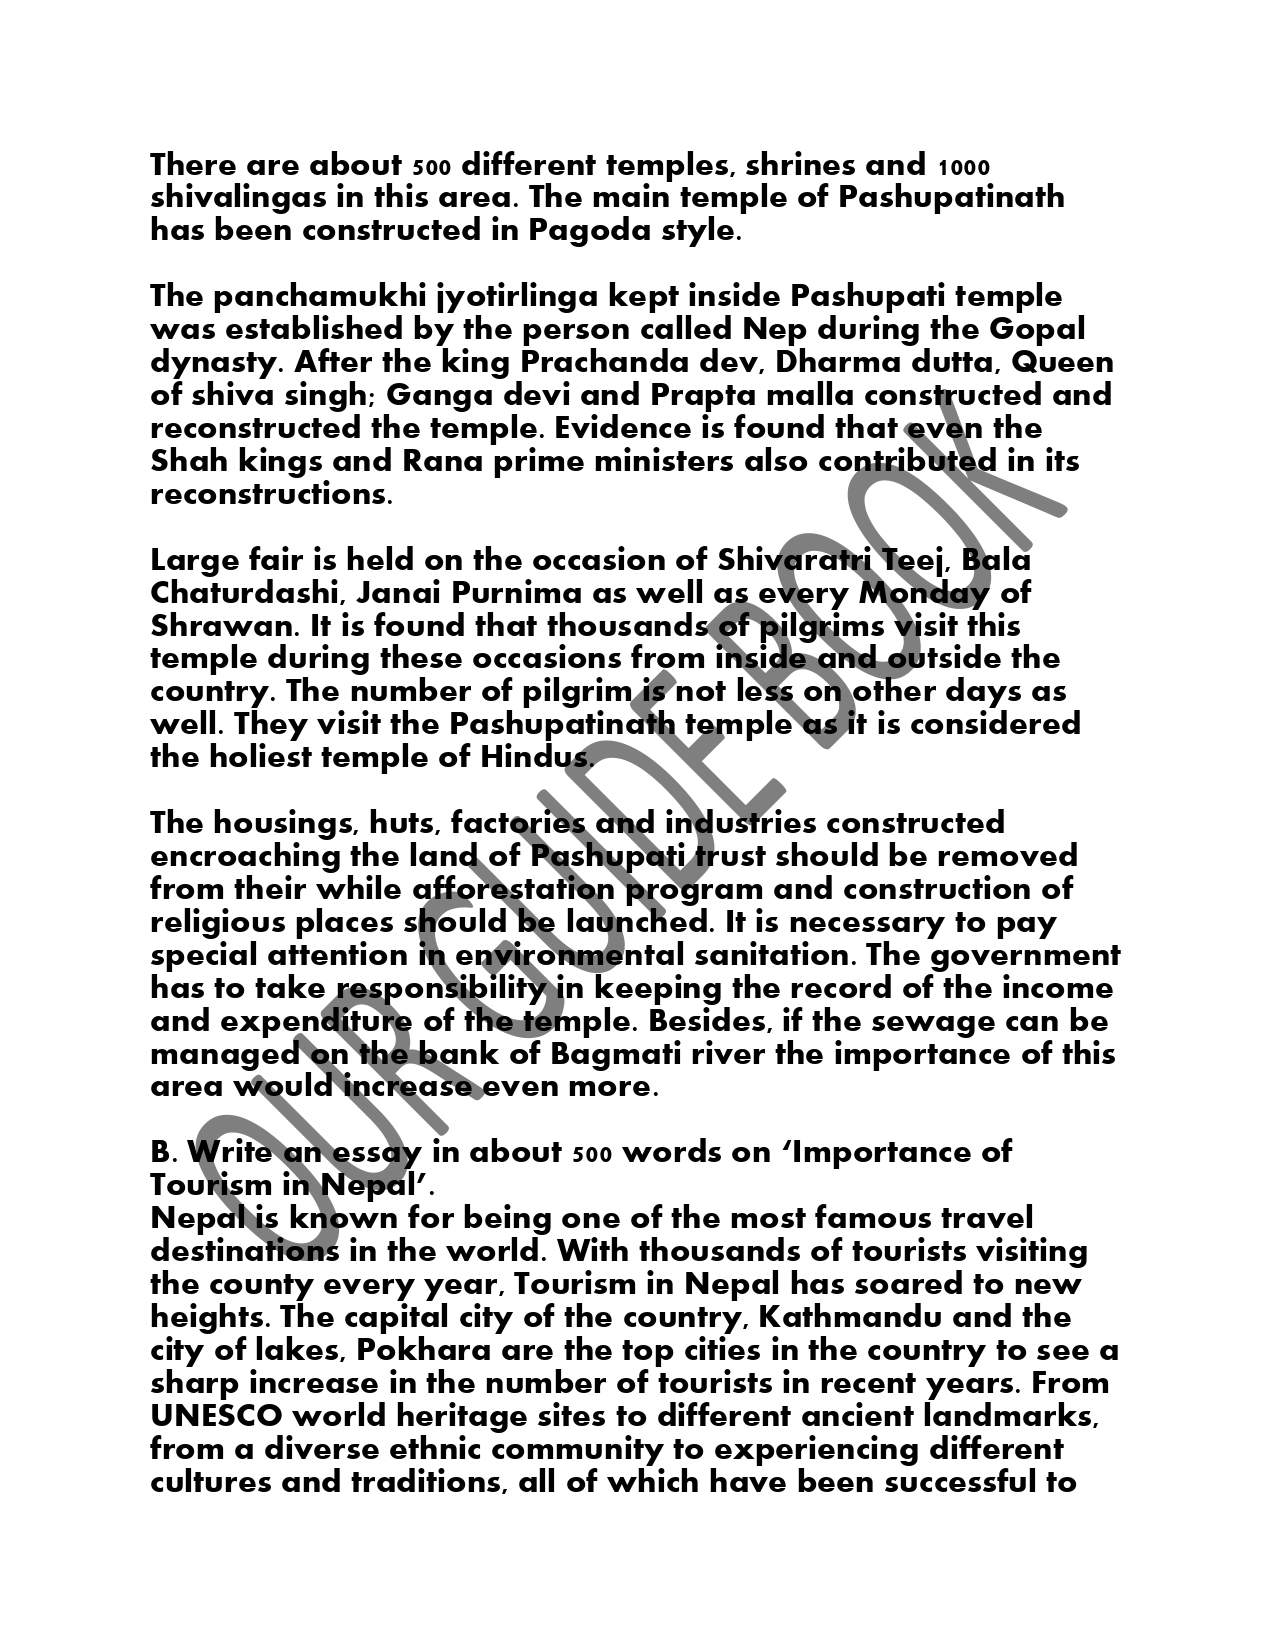 There are about 500 different temples, shrines and 1000
shivalingas in this area. The main temple of Pashupatinath
has been constructed in Pagoda style.
The panchamukhi jyotirlinga kept inside Pashupati temple
was established by the person called Nep during the Gopal
dynasty. After the king Prachanda dev, Dharma dutta, Queen
of shiva singh; Ganga devi and Prapta malla constructed and
reconstructed the temple. Evidence is found that even the
Shah kings and Rana prime ministers also contributed in its
reconstructions.
Large fair is held on the occasion of Shivaratri Teej, Bala
Chaturdashi, Janai Purnima as well as every Monday of
Shrawan. It is found that thousands of pilgrims visit this
temple during these occasions from inside and outside the
country. The number of pilgrim is not less on other days as
well. They visit the Pashupatinath temple as it is considered
the holiest temple of Hindus.
The housings, huts, factories and industries constructed
encroaching the land of Pashupati trust should be removed
from their while afforestation program and construction of
religious places should be launched. It is necessary to pay
special attention in environmental sanitation. The government
has to take responsibility in keeping the record of the income
and expenditure of the temple. Besides, if the sewage can be
managed on the bank of Bagmati river the importance of this
area would increase even more.
B. Write an essay in about 500 words on ‘Importance of
Tourism in Nepal’.
Nepal is known for being one of the most famous travel
destinations in the world. With thousands of tourists visiting
the county every year, Tourism in Nepal has soared to new
heights. The capital city of the country, Kathmandu and the
city of lakes, Pokhara are the top cities in the country to see a
sharp increase in the number of tourists in recent years. From
UNESCO world heritage sites to different ancient landmarks,
from a diverse ethnic community to experiencing different
cultures and traditions, all of which have been successful to
OUR GUIDE BOOK